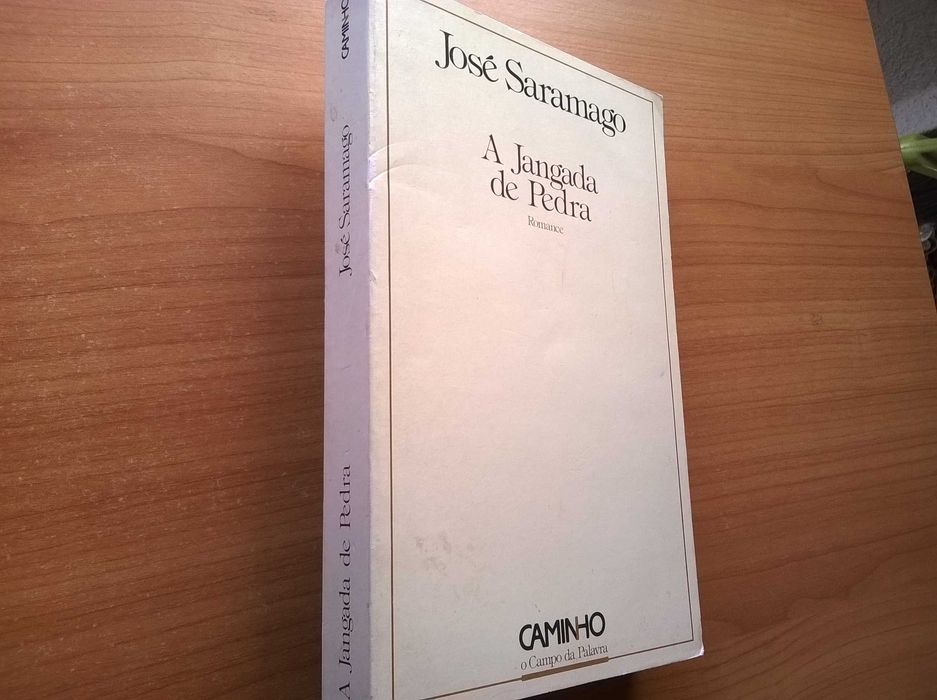 José Saramago
A Jangada
de Pedra
Romance
CAMINHO
o Campo da Palavra
CAMINHO
José Saramago
A Jangada de Pedra